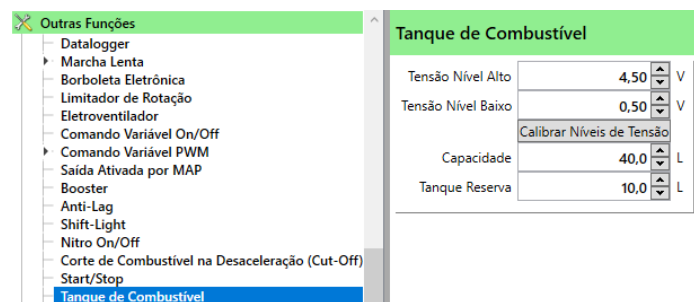 Outras Funções
Datalogger
Marcha Lenta
Borboleta Eletrônica
Limitador de Rotação
Eletroventilador
Comando Variável On/Off
Comando Variável PWM
Saída Ativada por MAP
Booster
Anti-Lag
Shift-Light
Nitro On/Off
Corte de Combustível na Desaceleração (Cut-Off)
Start/Stop
Tanque de Combustível
Tanque de Combustível
Tensão Nível Alto 4,50 V
Tensão Nível Baixo 0,50 V
Calibrar Níveis de Tensão
Capacidade 40,0 L
Tanque Reserva 10,0 L